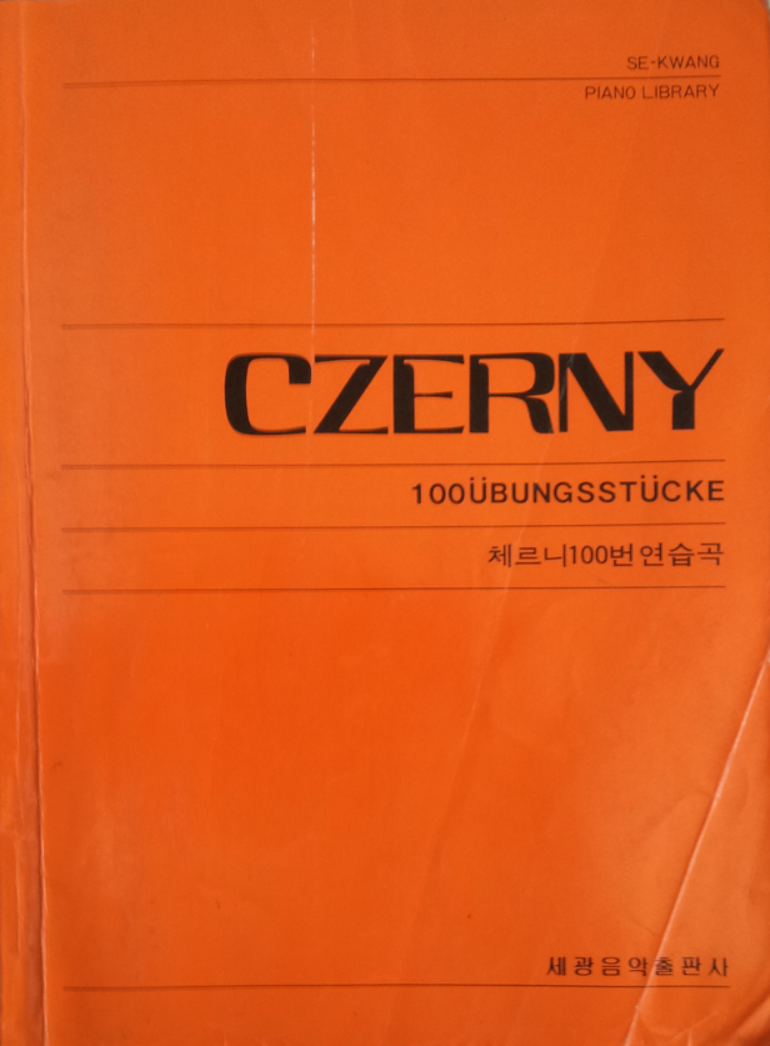 SE-KWANG
PIANO LIBRARY
CZERNY
100ÜBUNGSSTÜCKE
체르니100번연습곡
세광음악출판사